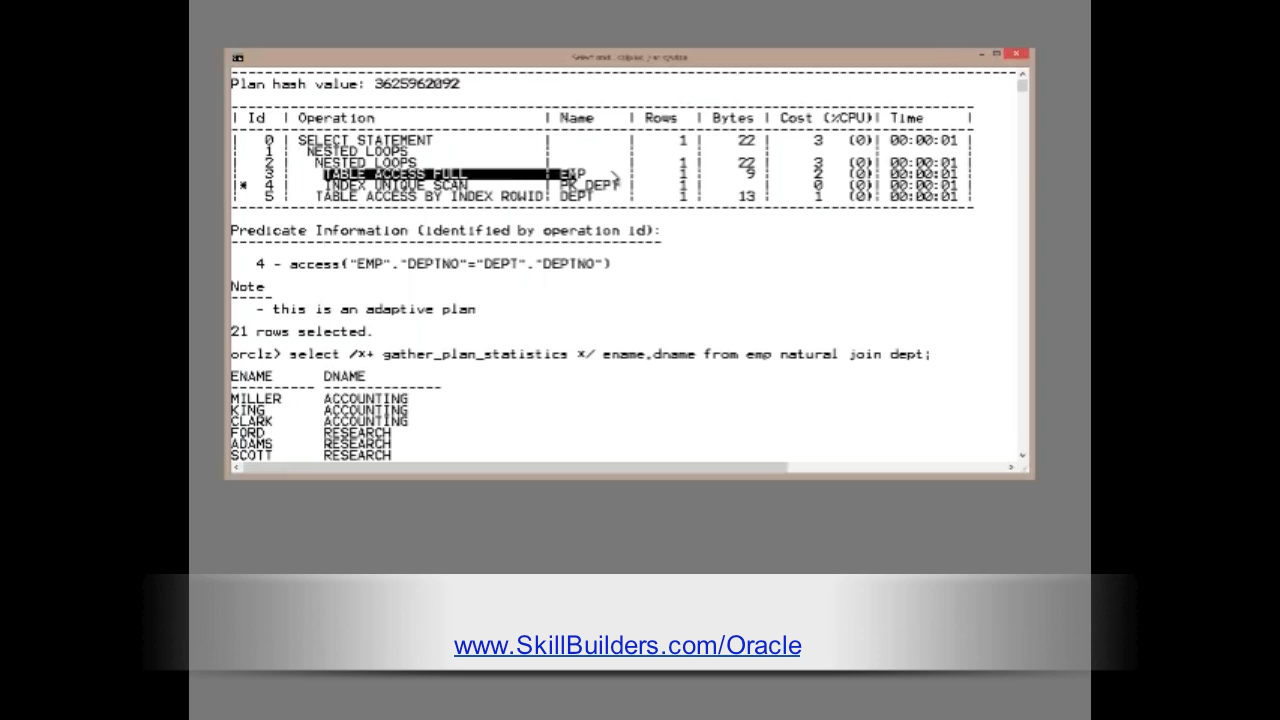 Plan hash value: 3625962092
| Id | Operation | Name | Rows | Bytes | Cost (%CPU)| Time |
| 0 | SELECT STATEMENT | | 1 | 22 | 3 (0)| 00:00:01 |
| 1 | NESTED LOOPS | | | | | |
| 2 | NESTED LOOPS | | 1 | 22 | 3 (0)| 00:00:01 |
| 3 | TABLE ACCESS FULL | EMP | 1 | 9 | 2 (0)| 00:00:01 |
|* 4 | INDEX UNIQUE SCAN | PK_DEPT | 1 | | 0 (0)| 00:00:01 |
| 5 | TABLE ACCESS BY INDEX ROWID| DEPT | 1 | 13 | 1 (0)| 00:00:01 |
Predicate Information (identified by operation id):
4 - access("EMP"."DEPTNO"="DEPT"."DEPTNO")
Note
-----
- this is an adaptive plan
21 rows selected.
orclz> select /*+ gather_plan_statistics */ ename,dname from emp natural join dept;
ENAME DNAME
---------- --------------
MILLER ACCOUNTING
KING ACCOUNTING
CLARK ACCOUNTING
FORD RESEARCH
ADAMS RESEARCH
SCOTT RESEARCH
www.SkillBuilders.com/Oracle